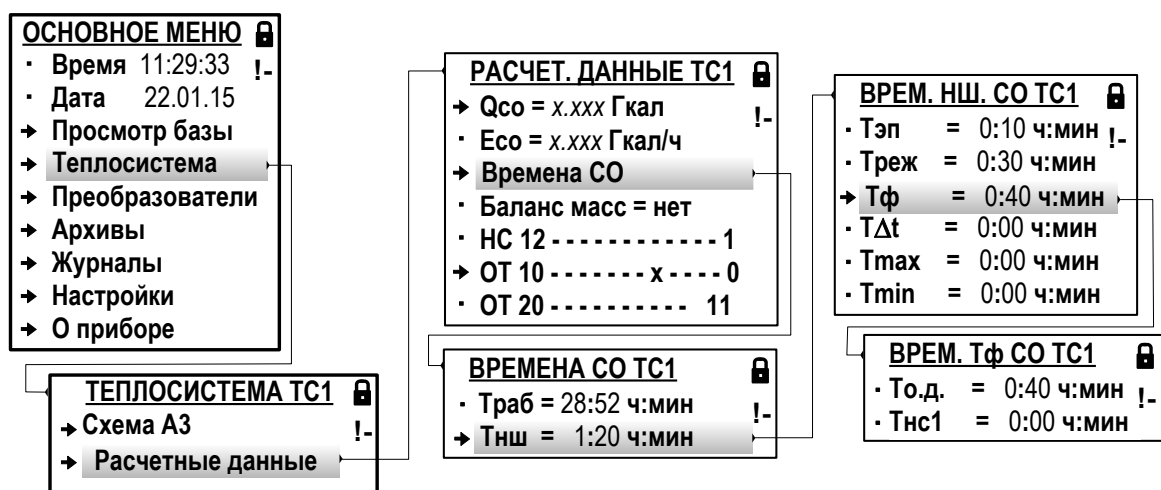 ОСНОВНОЕ МЕНЮ
· Время 11:29:33 !-
· Дата 22.01.15
→ Просмотр базы
→ Теплосистема
→ Преобразователи
→ Архивы
→ Журналы
→ Настройки
→ О приборе
ТЕПЛОСИСТЕМА ТС1
→ Схема А3 !-
→ Расчетные данные
РАСЧЕТ. ДАННЫЕ ТС1
→ Qсо = x.xxx Гкал !-
· Eсо = x.xxx Гкал/ч
→ Времена СО
· Баланс масс = нет
· НС 12 - - - - - - - - - - - - 1
→ ОТ 10 - - - - - - - x - - - - 0
· ОТ 20 - - - - - - - - - - 11
ВРЕМЕНА СО ТС1
· Траб = 28:52 ч:мин !-
→ Тнш = 1:20 ч:мин
ВРЕМ. НШ. СО ТС1
· Тэп = 0:10 ч:мин !-
· Треж = 0:30 ч:мин
→ Тф = 0:40 ч:мин
· TΔt = 0:00 ч:мин
· Tmax = 0:00 ч:мин
· Tmin = 0:00 ч:мин
ВРЕМ. Тф СО ТС1
· То.д. = 0:40 ч:мин !-
· Тнс1 = 0:00 ч:мин